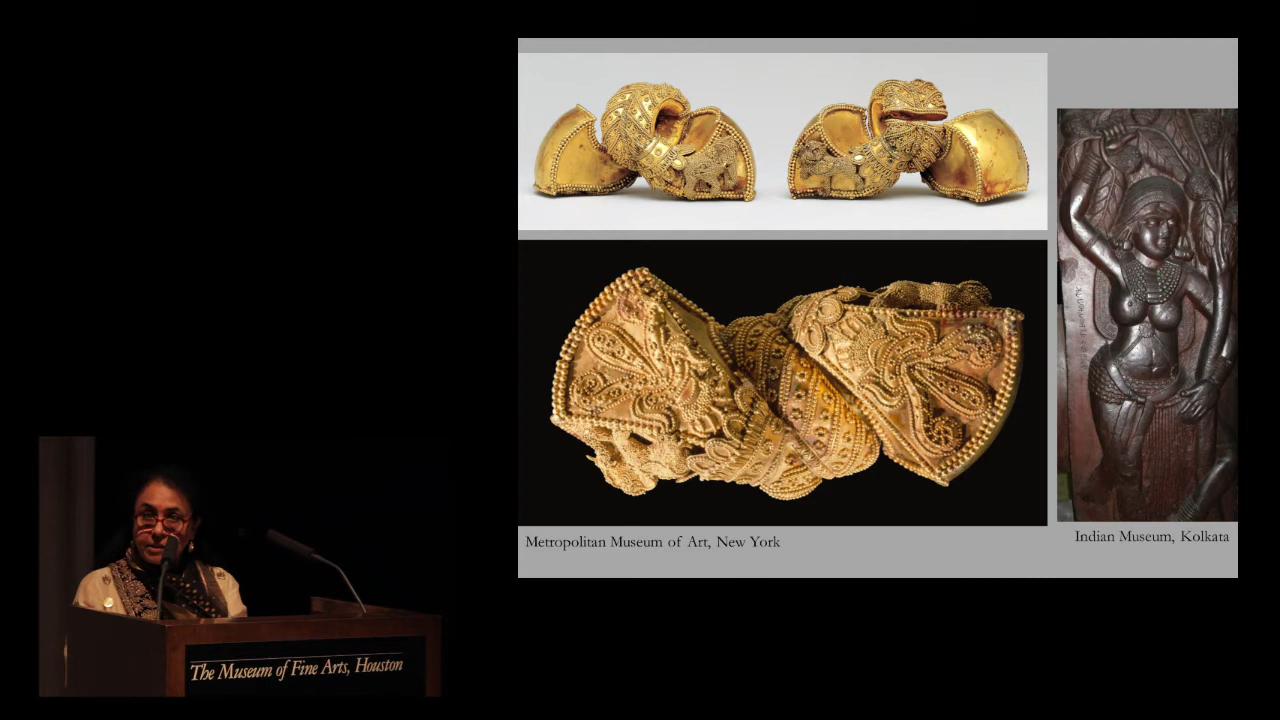 Metropolitan Museum of Art, New York
Indian Museum, Kolkata
The Museum of Fine Arts, Houston